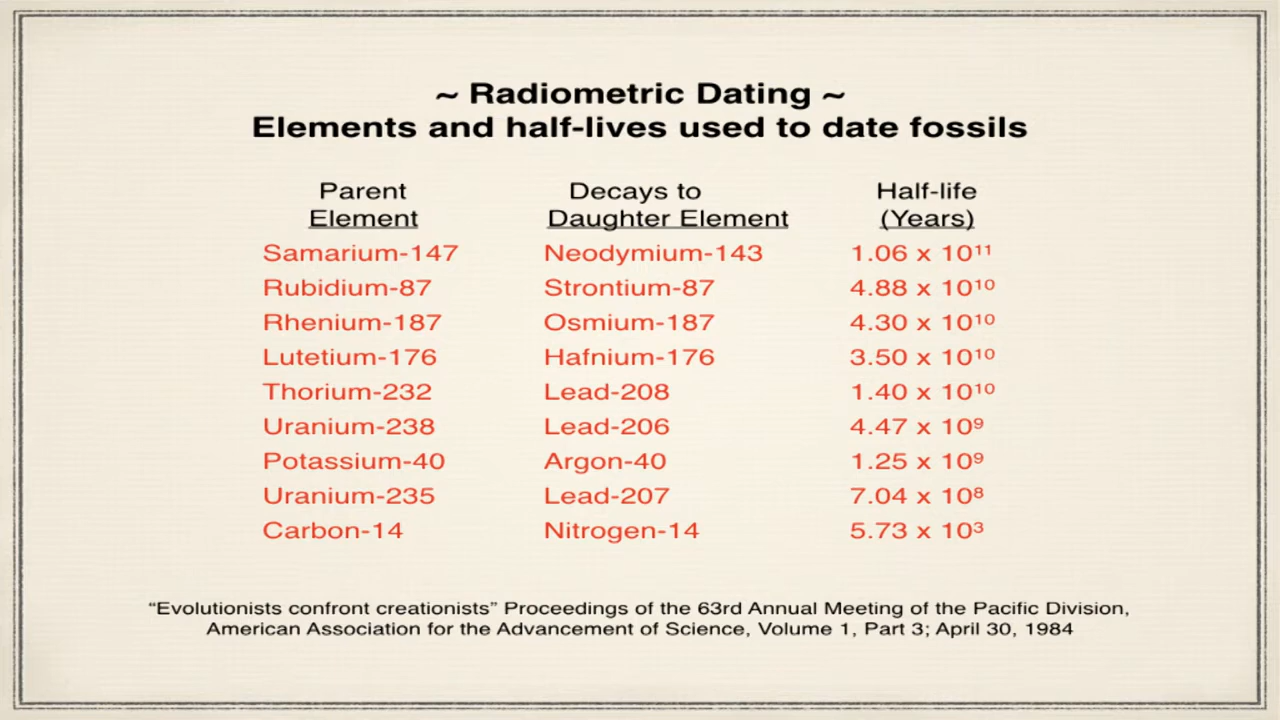 ~ Radiometric Dating ~
Elements and half-lives used to date fossils
Parent Element Decays to Daughter Element Half-life (Years)
Samarium-147 Neodymium-143 1.06 x 10¹¹
Rubidium-87 Strontium-87 4.88 x 10¹⁰
Rhenium-187 Osmium-187 4.30 x 10¹⁰
Lutetium-176 Hafnium-176 3.50 x 10¹⁰
Thorium-232 Lead-208 1.40 x 10¹⁰
Uranium-238 Lead-206 4.47 x 10⁹
Potassium-40 Argon-40 1.25 x 10⁹
Uranium-235 Lead-207 7.04 x 10⁸
Carbon-14 Nitrogen-14 5.73 x 10³
“Evolutionists confront creationists” Proceedings of the 63rd Annual Meeting of the Pacific Division,
American Association for the Advancement of Science, Volume 1, Part 3; April 30, 1984